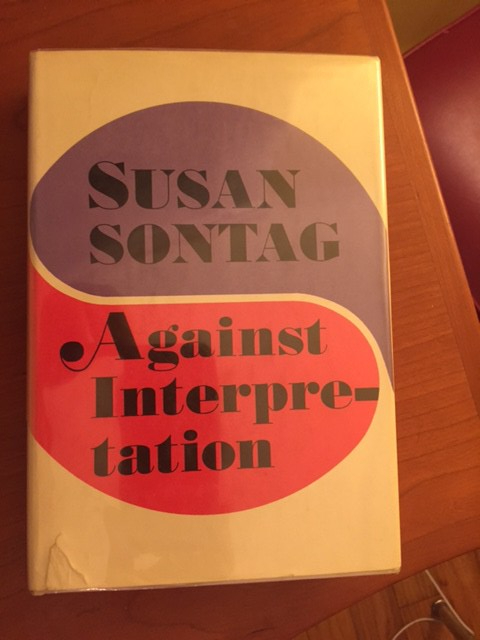 SUSAN
SONTAG
Against
Interpre-
tation